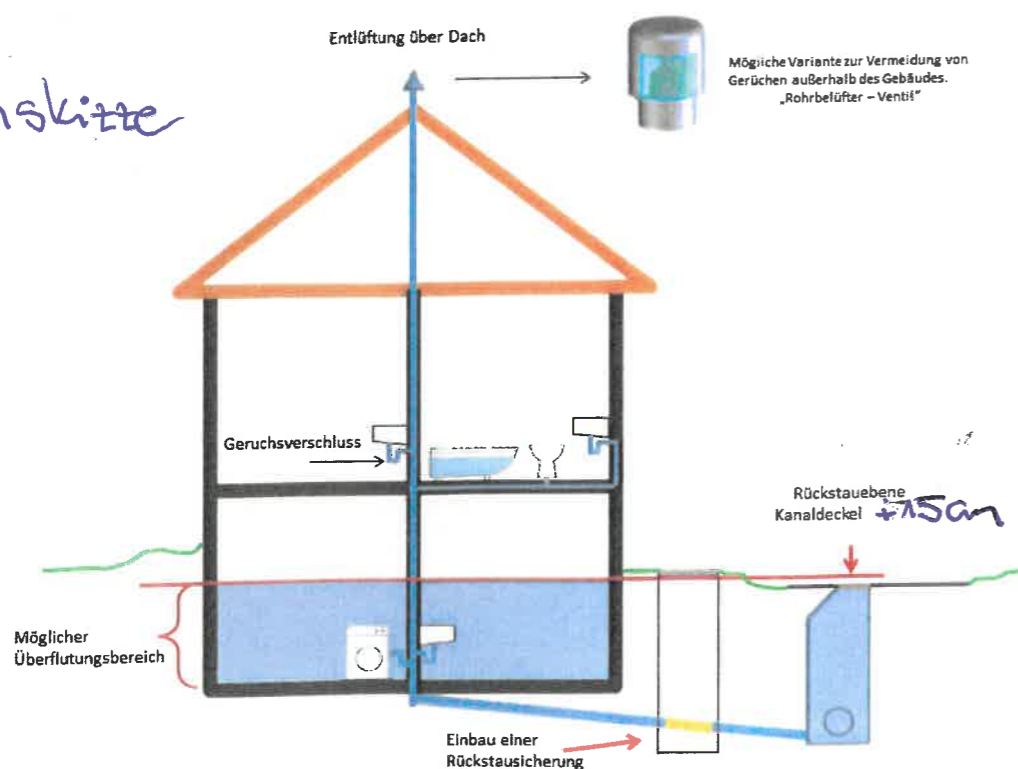 Entlüftung über Dach
Mögliche Variante zur Vermeidung von
Gerüchen außerhalb des Gebäudes.
„Rohrbelüfter – Ventil“
Geruchsverschluss
Rückstauebene
Kanaldeckel +15cm
Möglicher
Überflutungsbereich
Einbau einer
Rückstausicherung